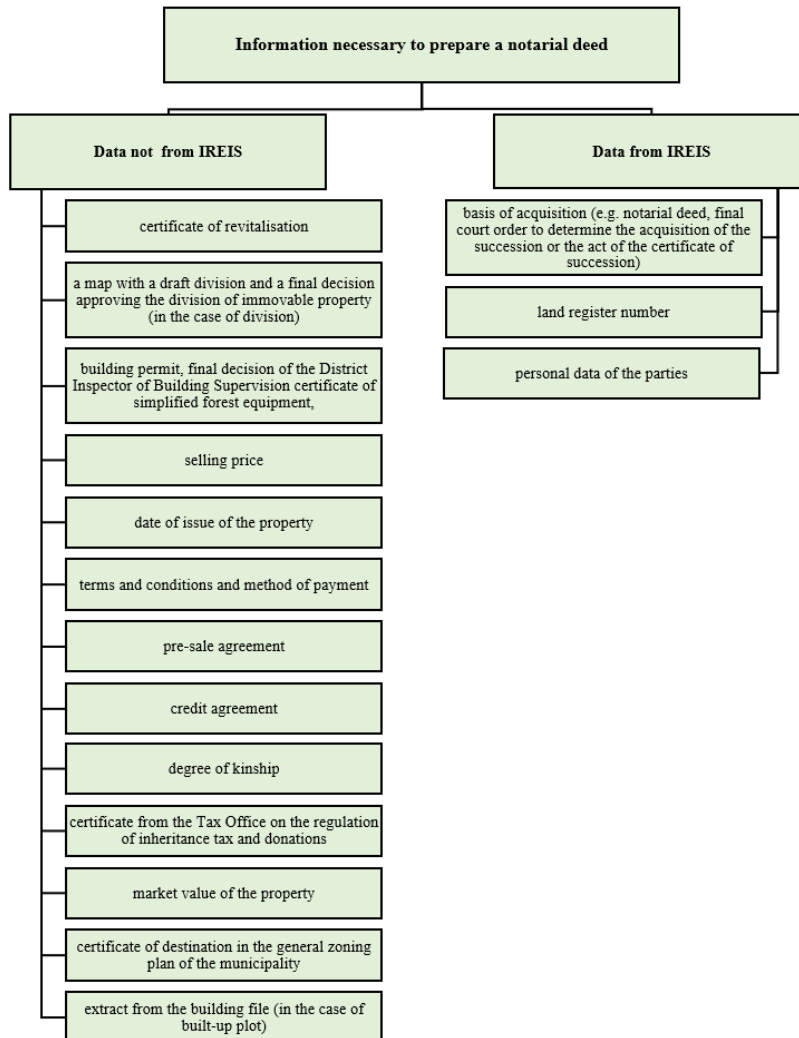 Information necessary to prepare a notarial deed
Data not from IREIS
certificate of revitalisation
a map with a draft division and a final decision
approving the division of immovable property
(in the case of division)
building permit, final decision of the District
Inspector of Building Supervision certificate of
simplified forest equipment,
selling price
date of issue of the property
terms and conditions and method of payment
pre-sale agreement
credit agreement
degree of kinship
certificate from the Tax Office on the regulation
of inheritance tax and donations
market value of the property
certificate of destination in the general zoning
plan of the municipality
extract from the building file (in the case of
built-up plot)
Data from IREIS
basis of acquisition (e.g. notarial deed, final
court order to determine the acquisition of the
succession or the act of the certificate of
succession)
land register number
personal data of the parties